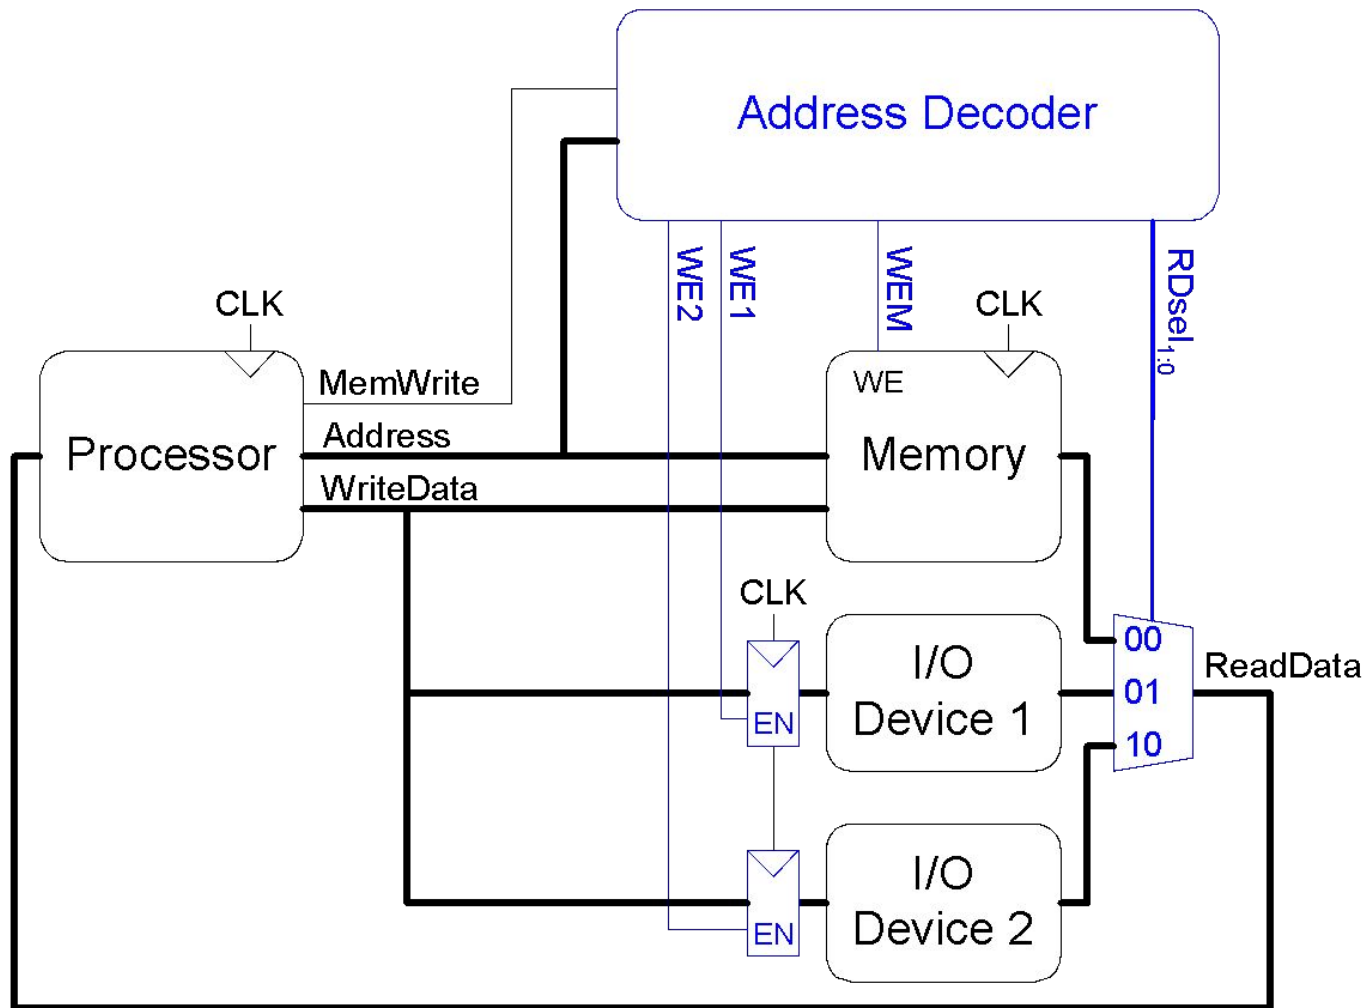 Address Decoder
WE2
WE1
WEM
RDsel1:0
CLK
CLK
MemWrite
WE
Processor
Address
Memory
WriteData
CLK
00
I/O
Device 1
01
ReadData
EN
10
I/O
Device 2
EN